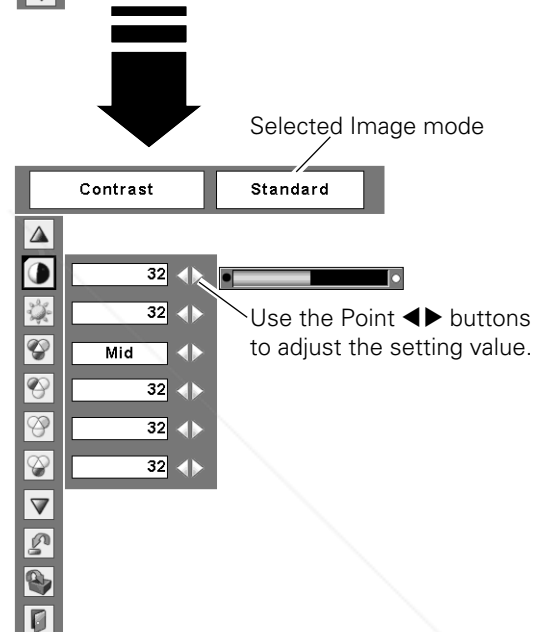 Selected Image mode
Contrast Standard
32
Use the Point ◀▶ buttons
32
to adjust the setting value.
Mid
32
32
32